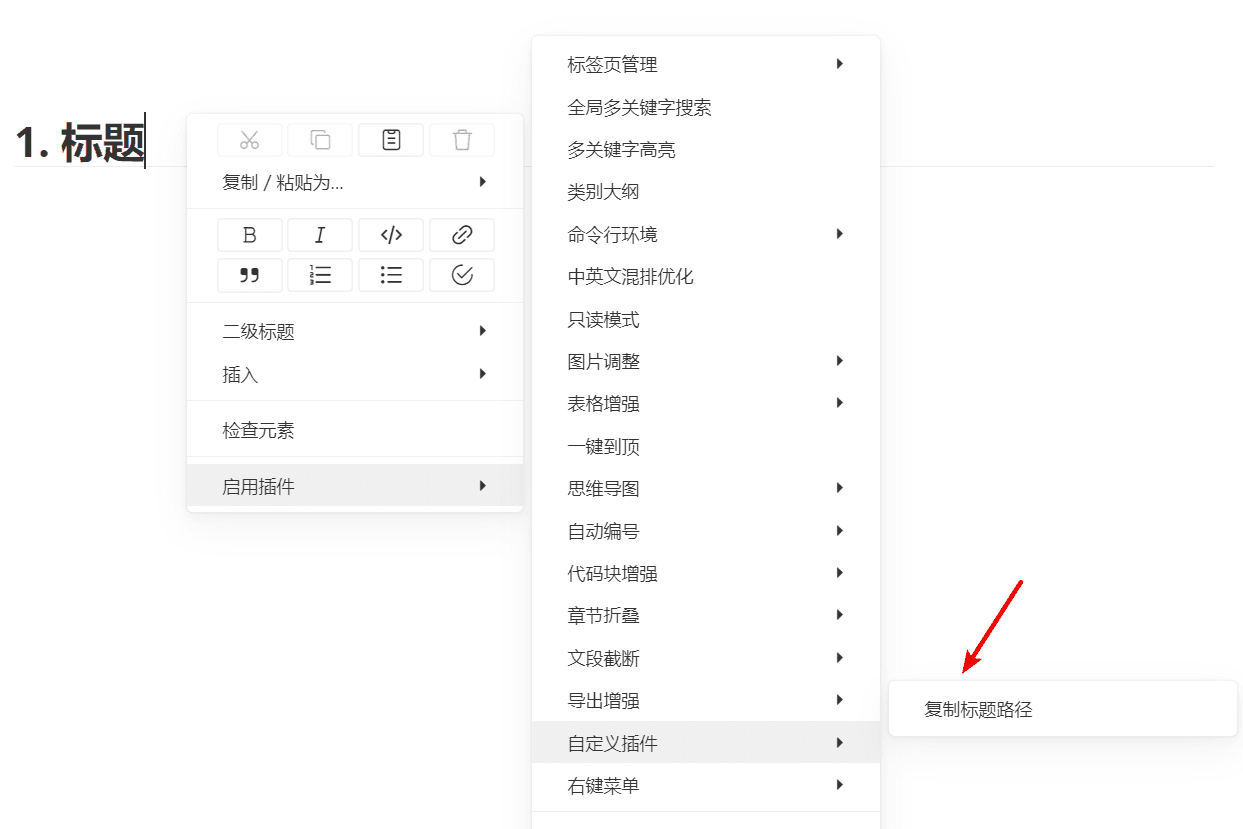 1. 标题
复制 / 粘贴为...
B I </>
二级标题
插入
检查元素
启用插件
标签页管理
全局多关键字搜索
多关键字高亮
类别大纲
命令行环境
中英文混排优化
只读模式
图片调整
表格增强
一键到顶
思维导图
自动编号
代码块增强
章节折叠
文段截断
导出增强
自定义插件
右键菜单
复制标题路径